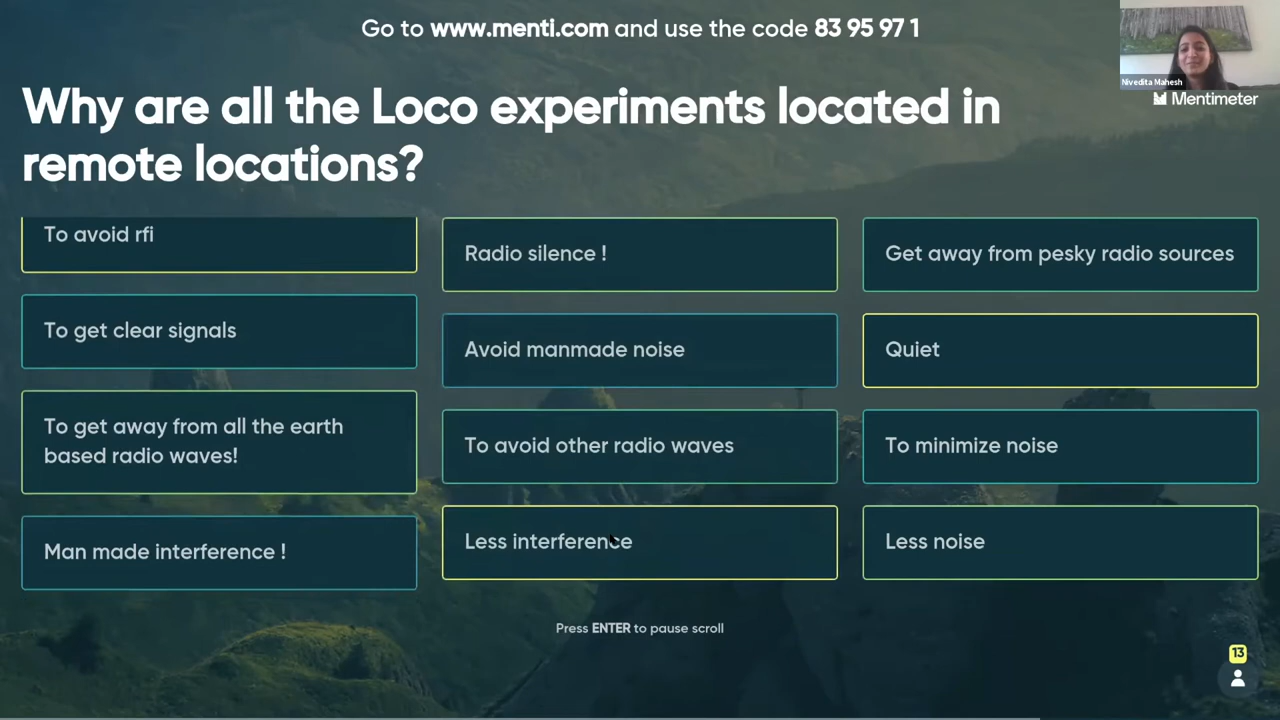 Go to www.menti.com and use the code 83 95 97 1
Nivedita Mahesh
Mentimeter
Why are all the Loco experiments located in
remote locations?
To avoid rfi
To get clear signals
To get away from all the earth
based radio waves!
Man made interference !
Radio silence !
Avoid manmade noise
To avoid other radio waves
Less interference
Get away from pesky radio sources
Quiet
To minimize noise
Less noise
Press ENTER to pause scroll
13